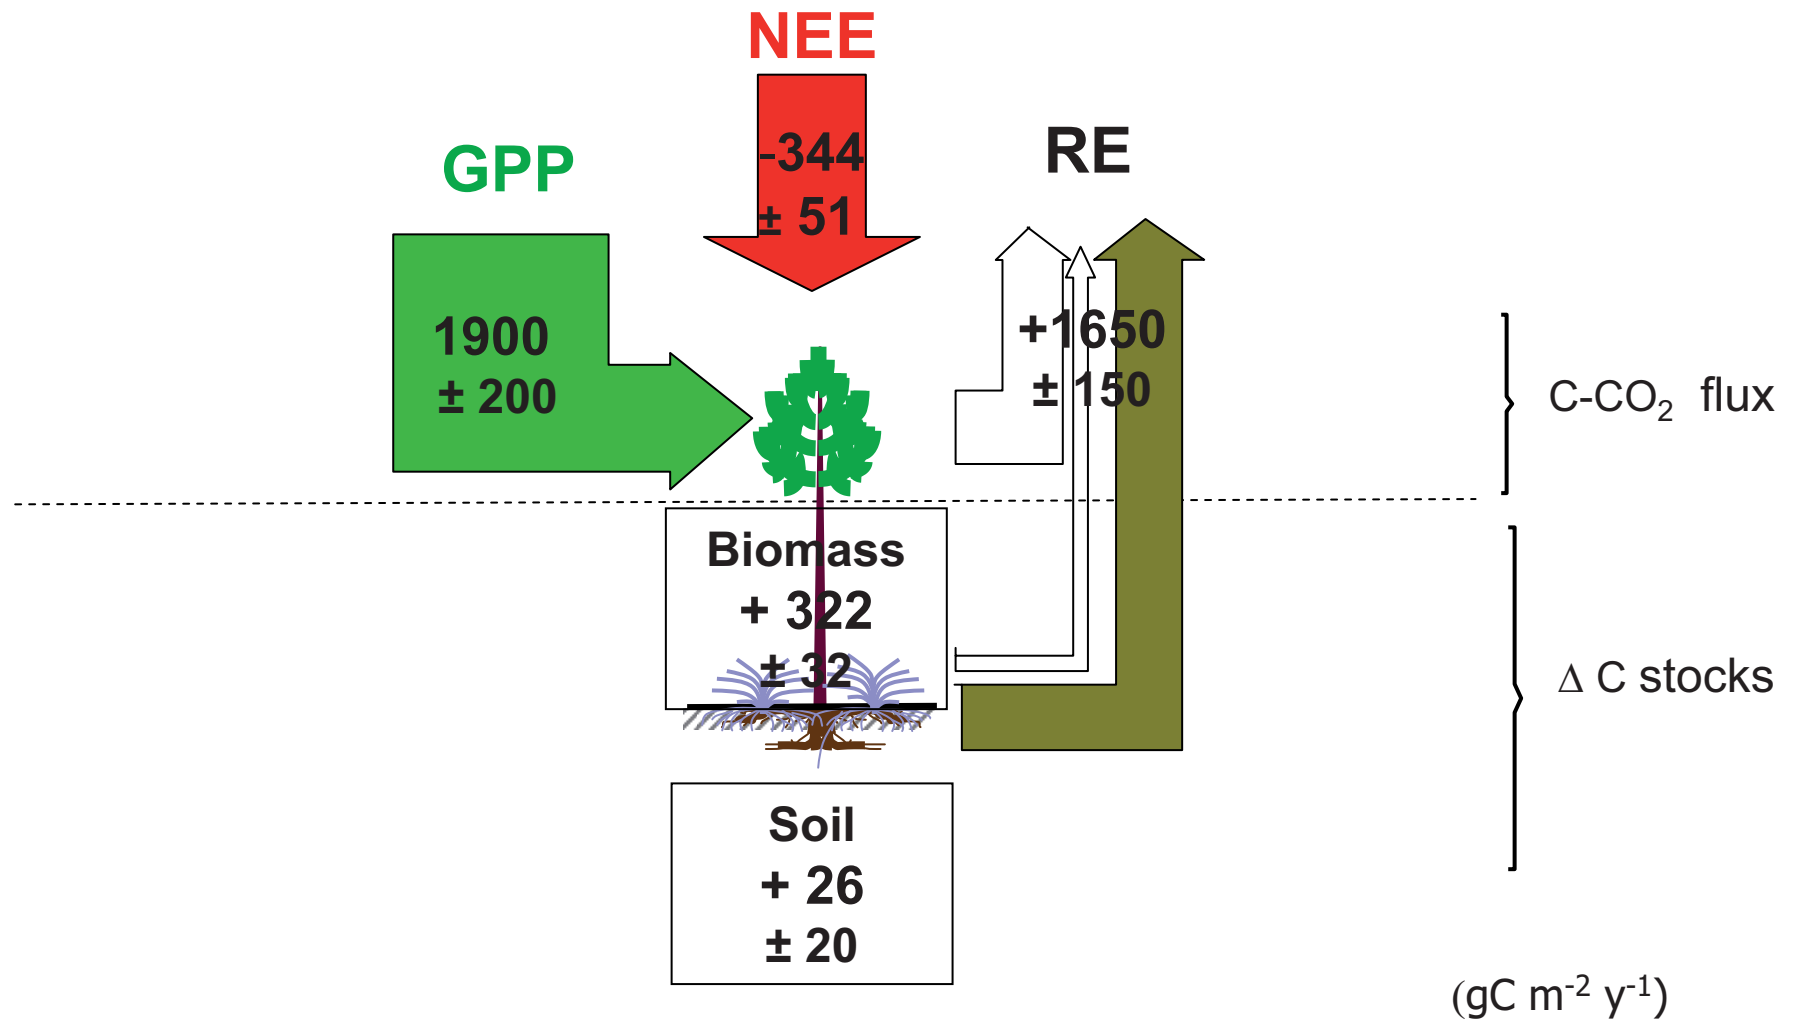 NEE
-344
± 51
GPP
1900
± 200
RE
+1650
± 150
C-CO₂ flux
Biomass
+ 322
± 32
Δ C stocks
Soil
+ 26
± 20
(gC m⁻² y⁻¹)